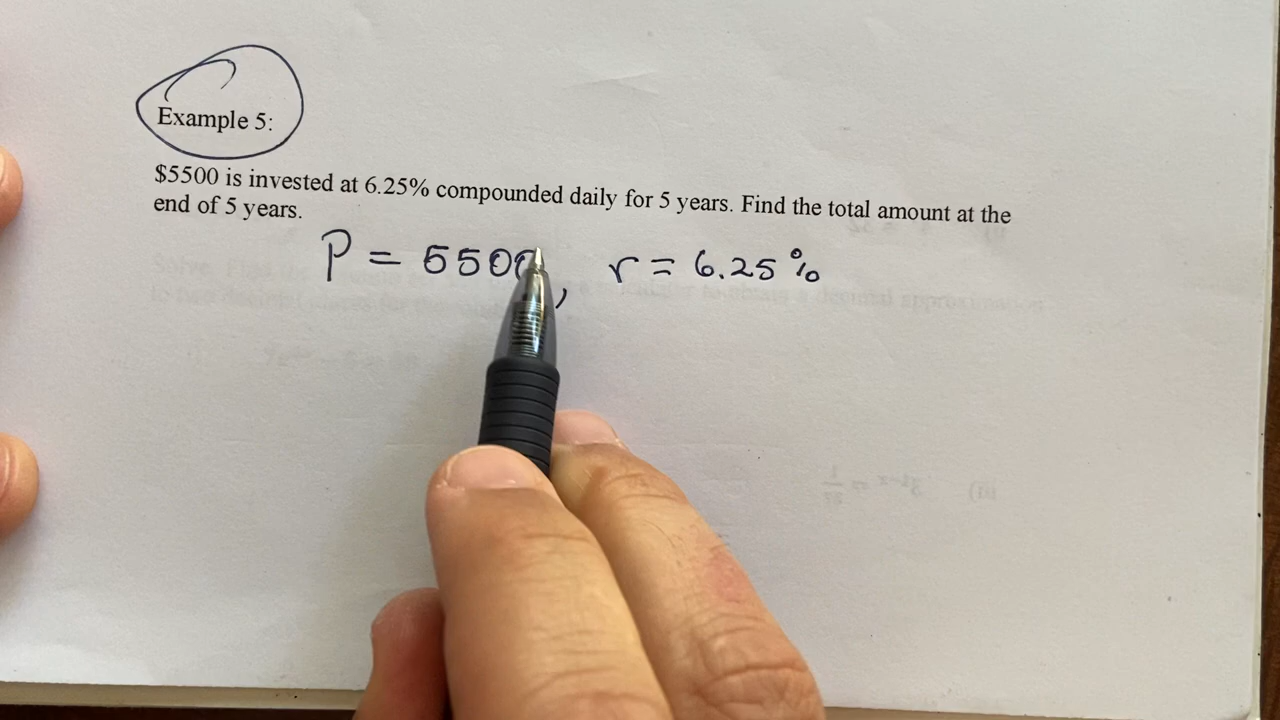 Example 5:
$5500 is invested at 6.25% compounded daily for 5 years. Find the total amount at the
end of 5 years.
P = 5500, r = 6.25%